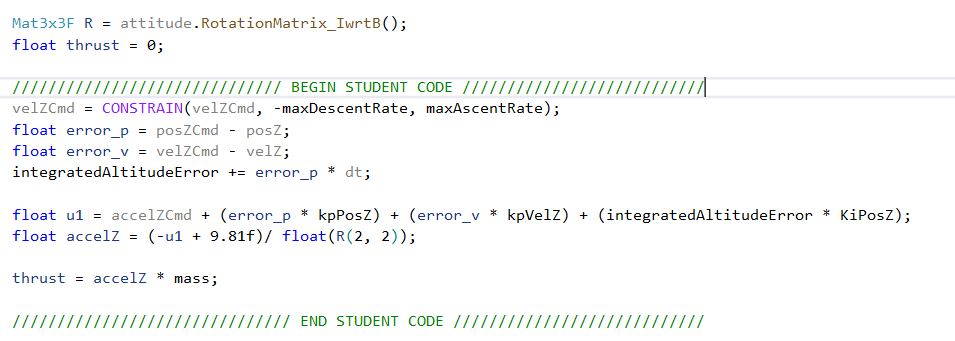 Mat3x3F R = attitude.RotationMatrix_IwrtB();
float thrust = 0;
////////////////////////////// BEGIN STUDENT CODE ///////////////////////////
velZCmd = CONSTRAIN(velZCmd, -maxDescentRate, maxAscentRate);
float error_p = posZCmd - posZ;
float error_v = velZCmd - velZ;
integratedAltitudeError += error_p * dt;
float u1 = accelZCmd + (error_p * kpPosZ) + (error_v * kpVelZ) + (integratedAltitudeError * KiPosZ);
float accelZ = (-u1 + 9.81f)/ float(R(2, 2));
thrust = accelZ * mass;
/////////////////////////////// END STUDENT CODE ////////////////////////////